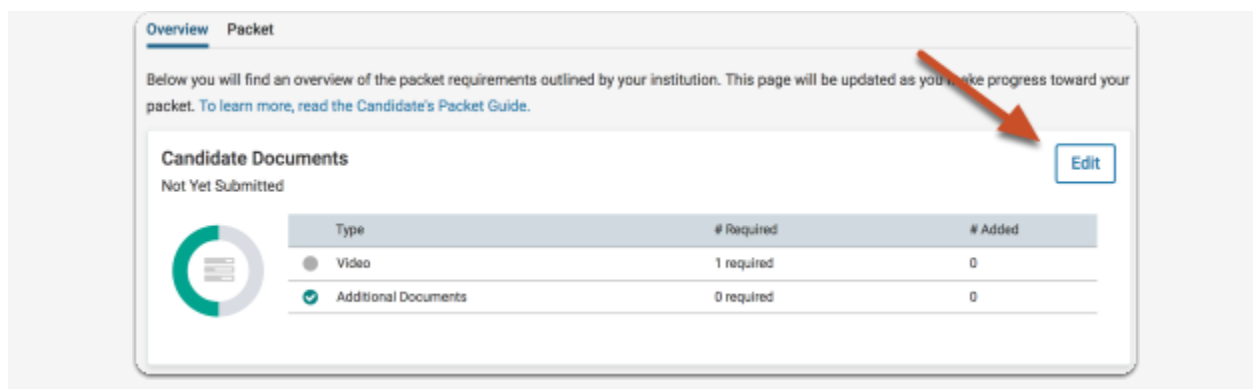 Overview Packet
Below you will find an overview of the packet requirements outlined by your institution. This page will be updated as you make progress toward your
packet. To learn more, read the Candidate's Packet Guide.
Candidate Documents
Edit
Not Yet Submitted
Type # Required # Added
Video 1 required 0
Additional Documents 0 required 0